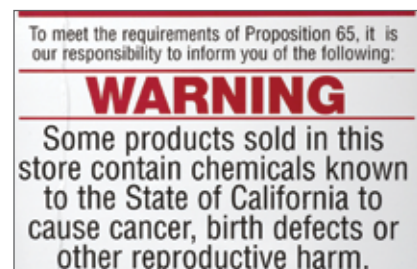 To meet the requirements of Proposition 65, it is
our responsibility to inform you of the following:
WARNING
Some products sold in this
store contain chemicals known
to the State of California to
cause cancer, birth defects or
other reproductive harm.